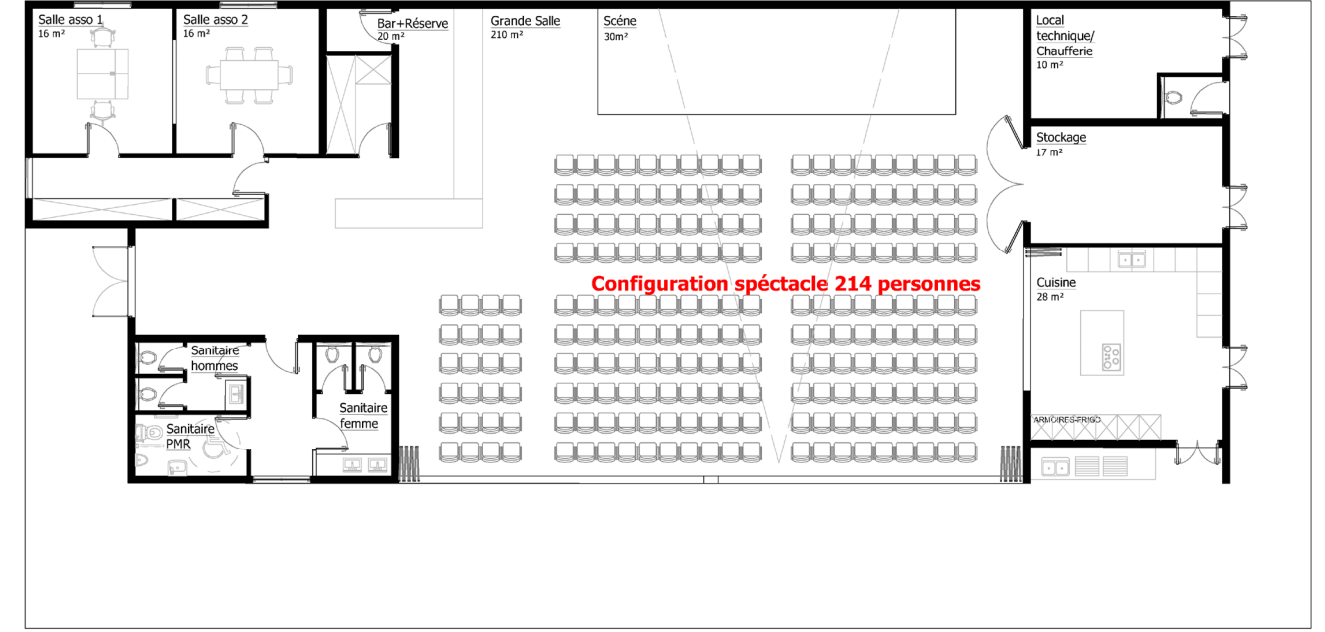 Salle asso 1
16 m²
Salle asso 2
16 m²
Bar+Réserve
20 m²
Grande Salle
210 m²
Scéne
30m²
Local
technique/
Chaufferie
10 m²
Stockage
17 m²
Configuration spéctacle 214 personnes
Cuisine
28 m²
Sanitaire
hommes
Sanitaire
femme
Sanitaire
PMR
ARMOIRES-FRIGO